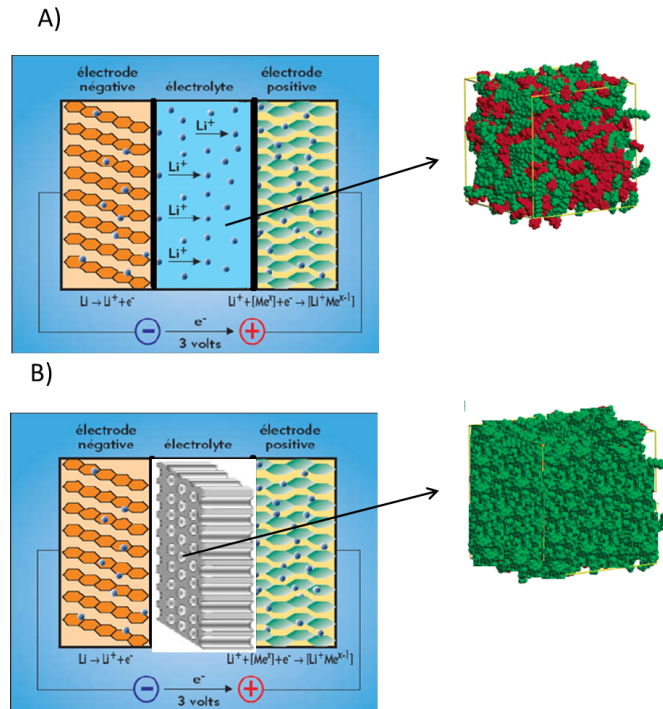 A)
électrode
négative
électrolyte
électrode
positive
Li⁺
Li⁺
Li⁺
Li⁺
Li → Li⁺ + e⁻
Li⁺ + [Meˣ] + e⁻ → [Li⁺Meˣ⁻¹]
− e⁻ +
3 volts
B)
électrode
négative
électrolyte
électrode
positive
Li → Li⁺ + e⁻
Li⁺ + [Meˣ] + e⁻ → [Li⁺Meˣ⁻¹]
− e⁻ +
3 volts